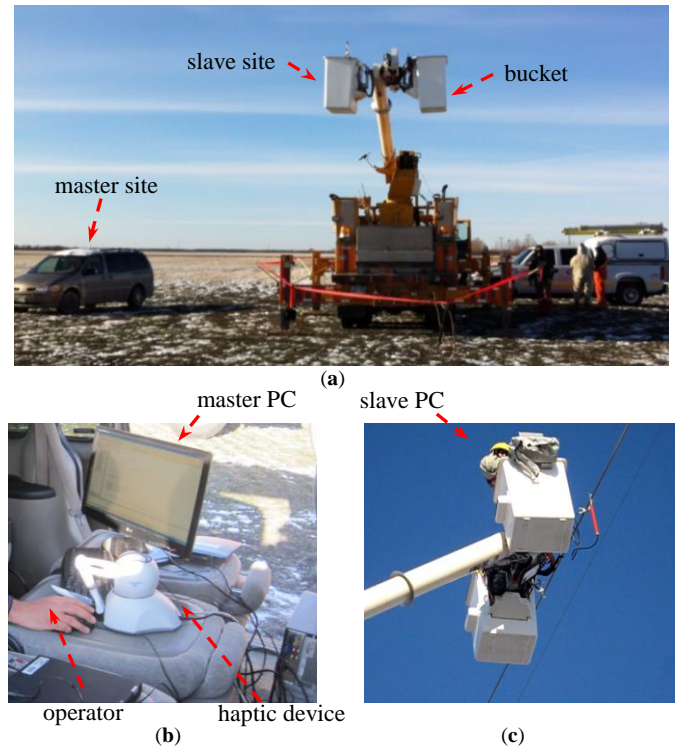 slave site
bucket
master site
(a)
master PC
slave PC
operator
haptic device
(b)
(c)